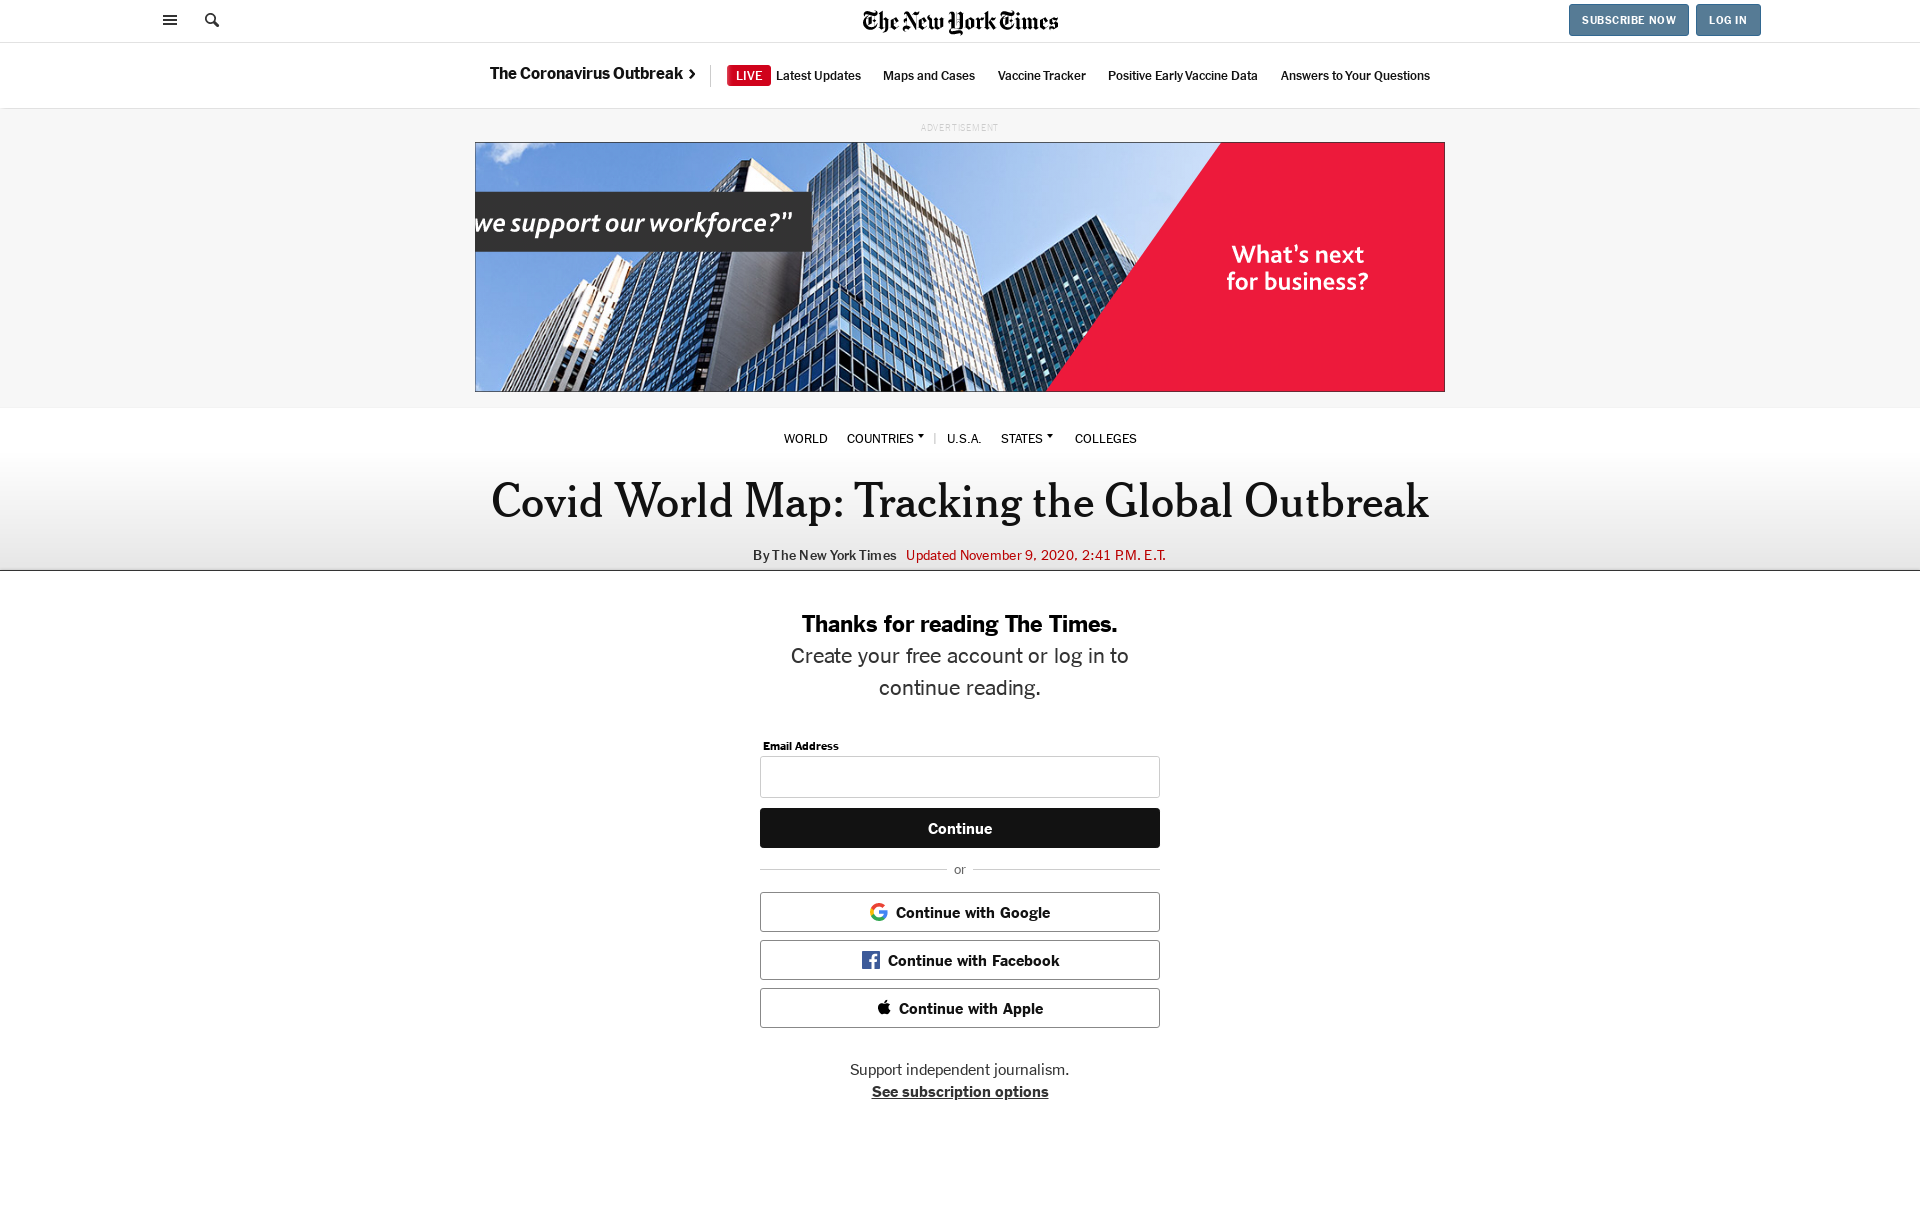 The New York Times
SUBSCRIBE NOW
LOG IN
The Coronavirus Outbreak
LIVE Latest Updates
Maps and Cases
Vaccine Tracker
Positive Early Vaccine Data
Answers to Your Questions
ADVERTISEMENT
we support our workforce?”
What’s next
for business?
WORLD
COUNTRIES
U.S.A.
STATES
COLLEGES
Covid World Map: Tracking the Global Outbreak
By The New York Times Updated November 9, 2020, 2:41 P.M. E.T.
Thanks for reading The Times.
Create your free account or log in to
continue reading.
Email Address
Continue
or
Continue with Google
Continue with Facebook
Continue with Apple
Support independent journalism.
See subscription options